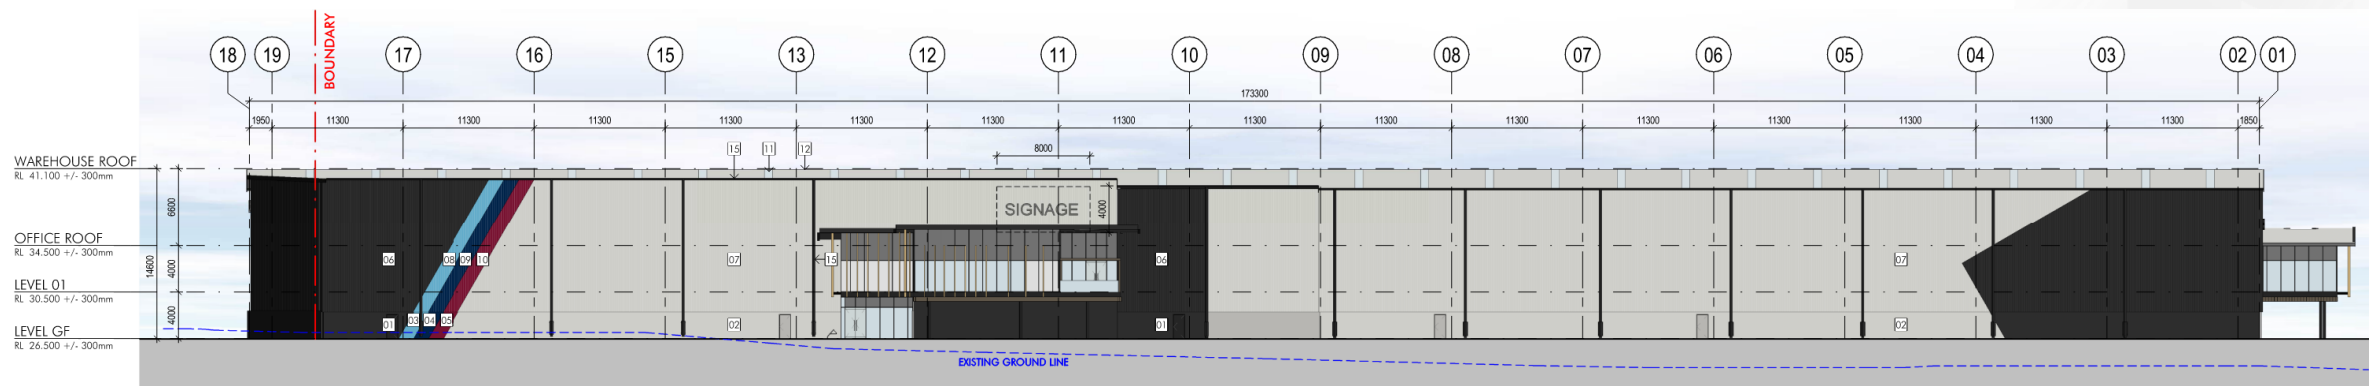 BOUNDARY
18 19 17 16 15 13 12 11 10 09 08 07 06 05 04 03 02 01
173300
1950 11300 11300 11300 11300 11300 11300 11300 11300 11300 11300 11300 11300 11300 11300 11300 1850
15 11 12 8000
WAREHOUSE ROOF
RL 41.100 +/- 300mm
6600
SIGNAGE 4000
OFFICE ROOF
RL 34.500 +/- 300mm
14600 4000
06 08 09 10 07 15 06 07
LEVEL 01
RL 30.500 +/- 300mm
4000
01 03 04 05 02 01 02
LEVEL GF
RL 26.500 +/- 300mm
EXISTING GROUND LINE